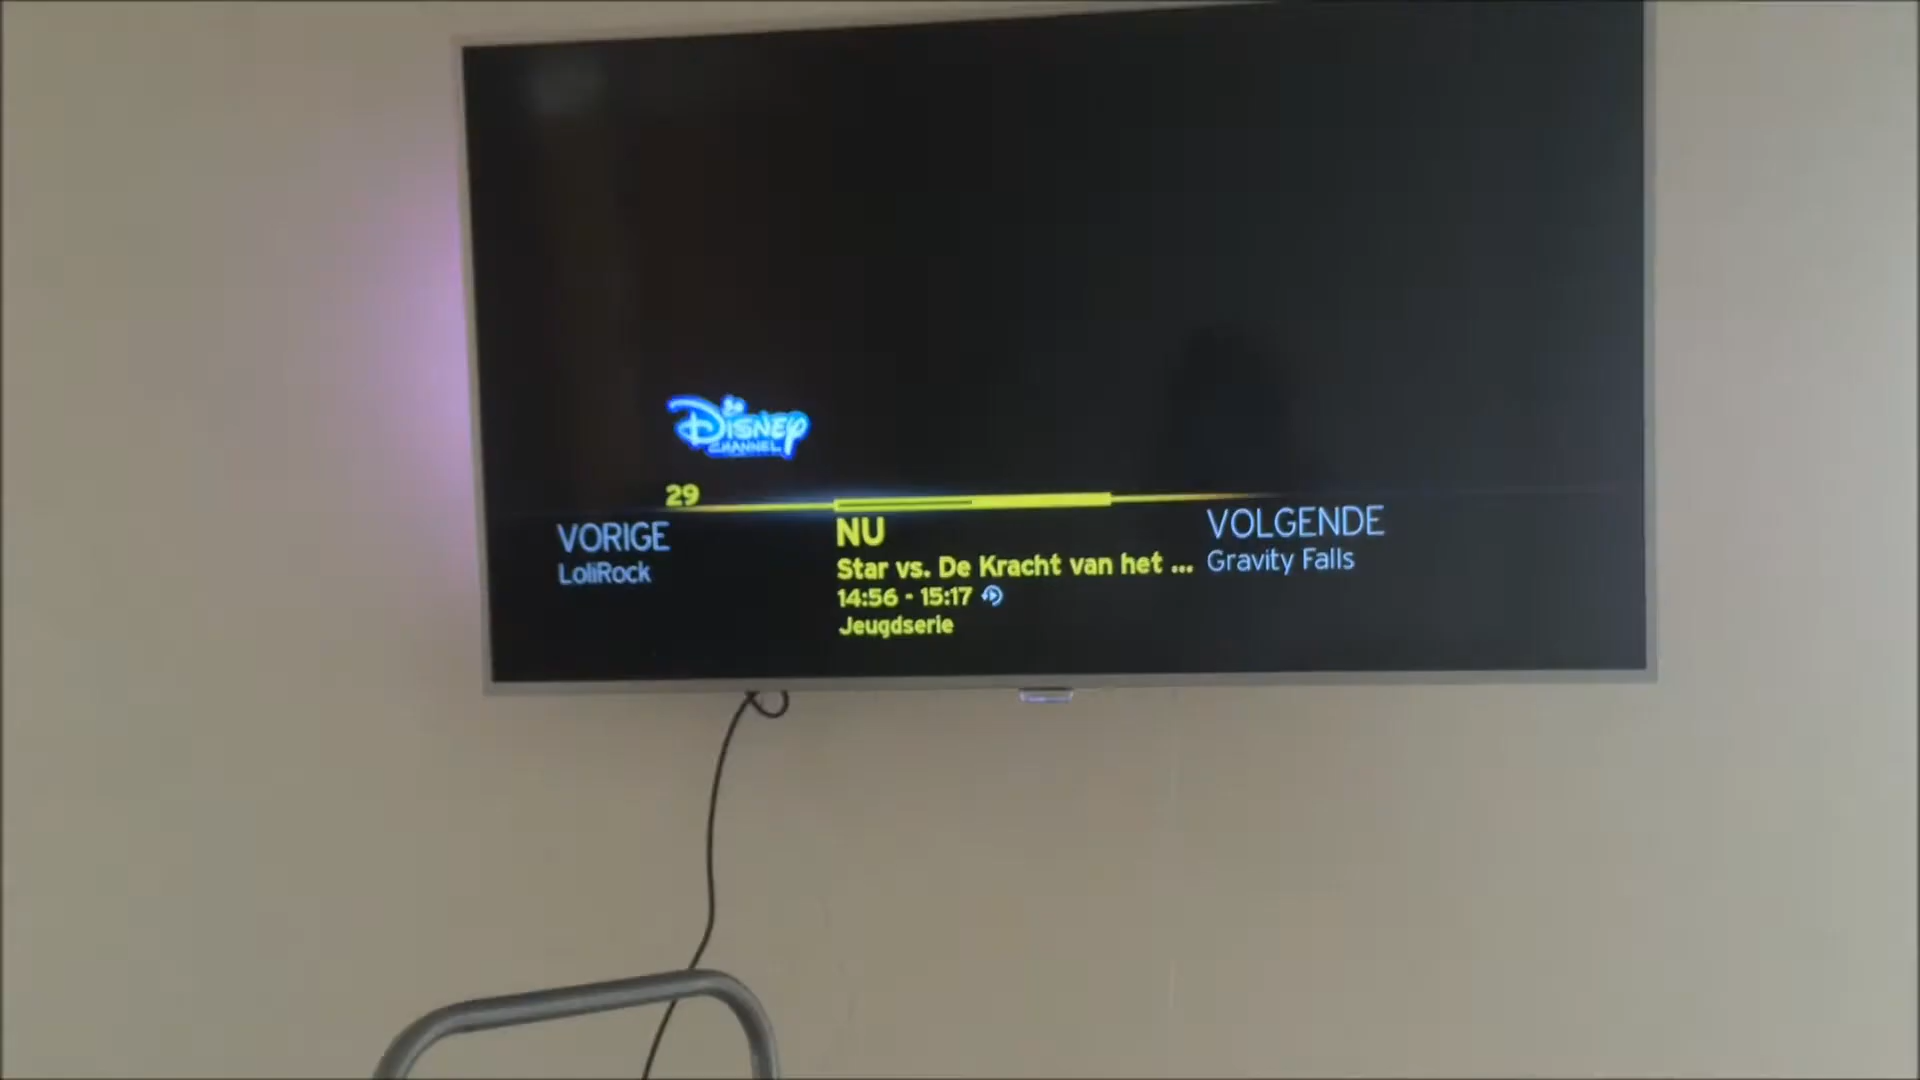 Disney
CHANNEL
29
VORIGE
LoliRock
NU
Star vs. De Kracht van het ...
14:56 - 15:17
Jeugdserie
VOLGENDE
Gravity Falls